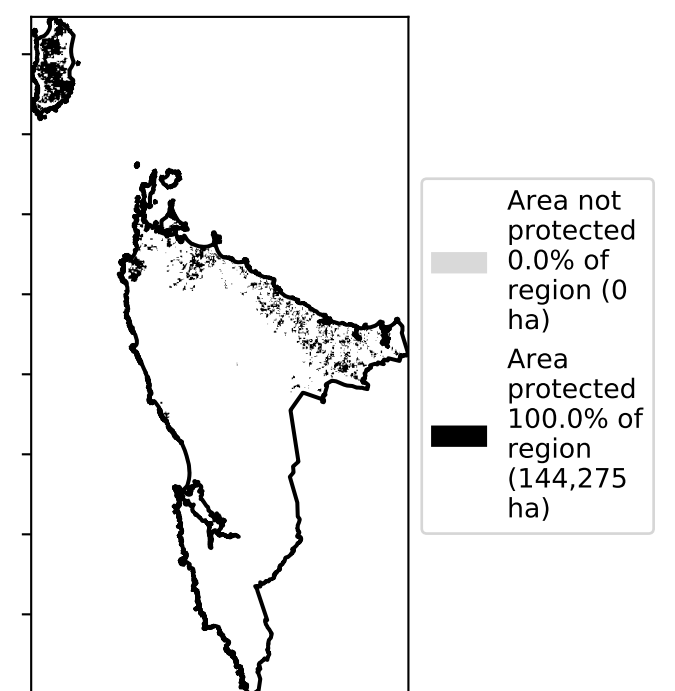 Area not
protected
0.0% of
region (0
ha)
Area
protected
100.0% of
region
(144,275
ha)